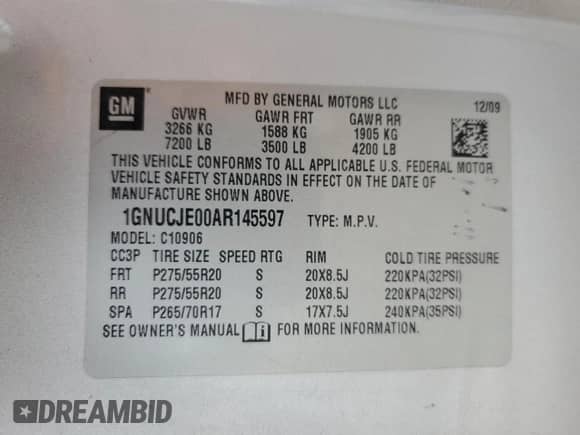 GM
MFD BY GENERAL MOTORS LLC 12/09
GVWR GAWR FRT GAWR RR
3266 KG 1588 KG 1905 KG
7200 LB 3500 LB 4200 LB
THIS VEHICLE CONFORMS TO ALL APPLICABLE U.S. FEDERAL MOTOR
VEHICLE SAFETY STANDARDS IN EFFECT ON THE DATE OF
MANUFACTURE SHOWN ABOVE.
1GNUCJE00AR145597 TYPE: M.P.V.
MODEL: C10906
CC3P TIRE SIZE SPEED RTG RIM COLD TIRE PRESSURE
FRT P275/55R20 S 20X8.5J 220KPA(32PSI)
RR P275/55R20 S 20X8.5J 220KPA(32PSI)
SPA P265/70R17 S 17X7.5J 240KPA(35PSI)
SEE OWNER'S MANUAL FOR MORE INFORMATION.
DREAMBID